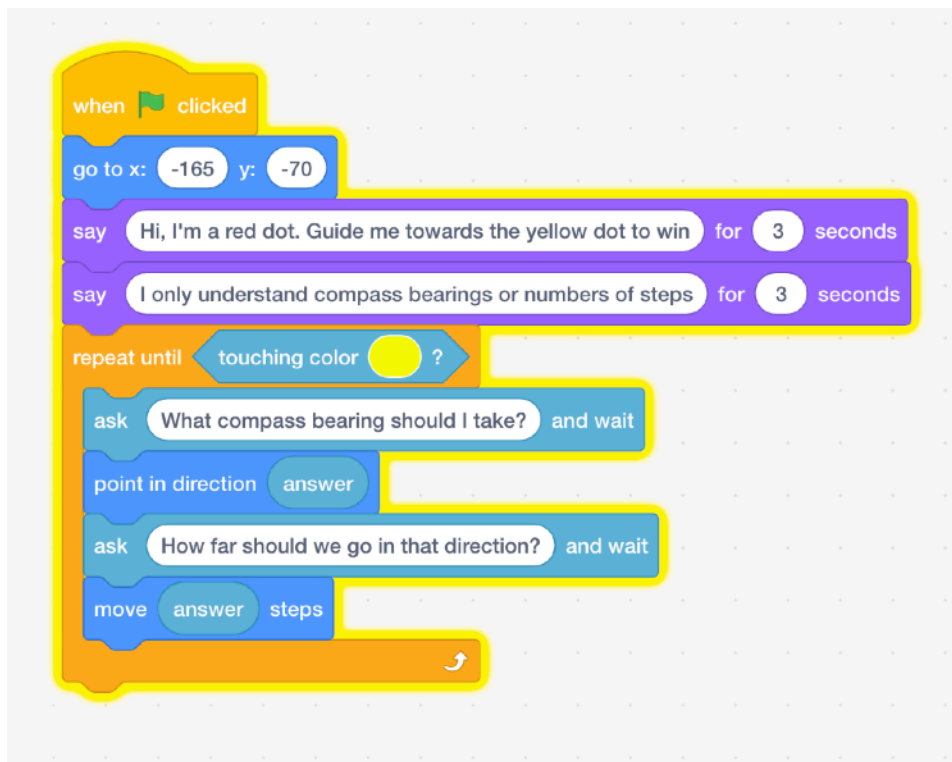 when clicked
go to x: -165 y: -70
say Hi, I'm a red dot. Guide me towards the yellow dot to win for 3 seconds
say I only understand compass bearings or numbers of steps for 3 seconds
repeat until touching color ?
ask What compass bearing should I take? and wait
point in direction answer
ask How far should we go in that direction? and wait
move answer steps